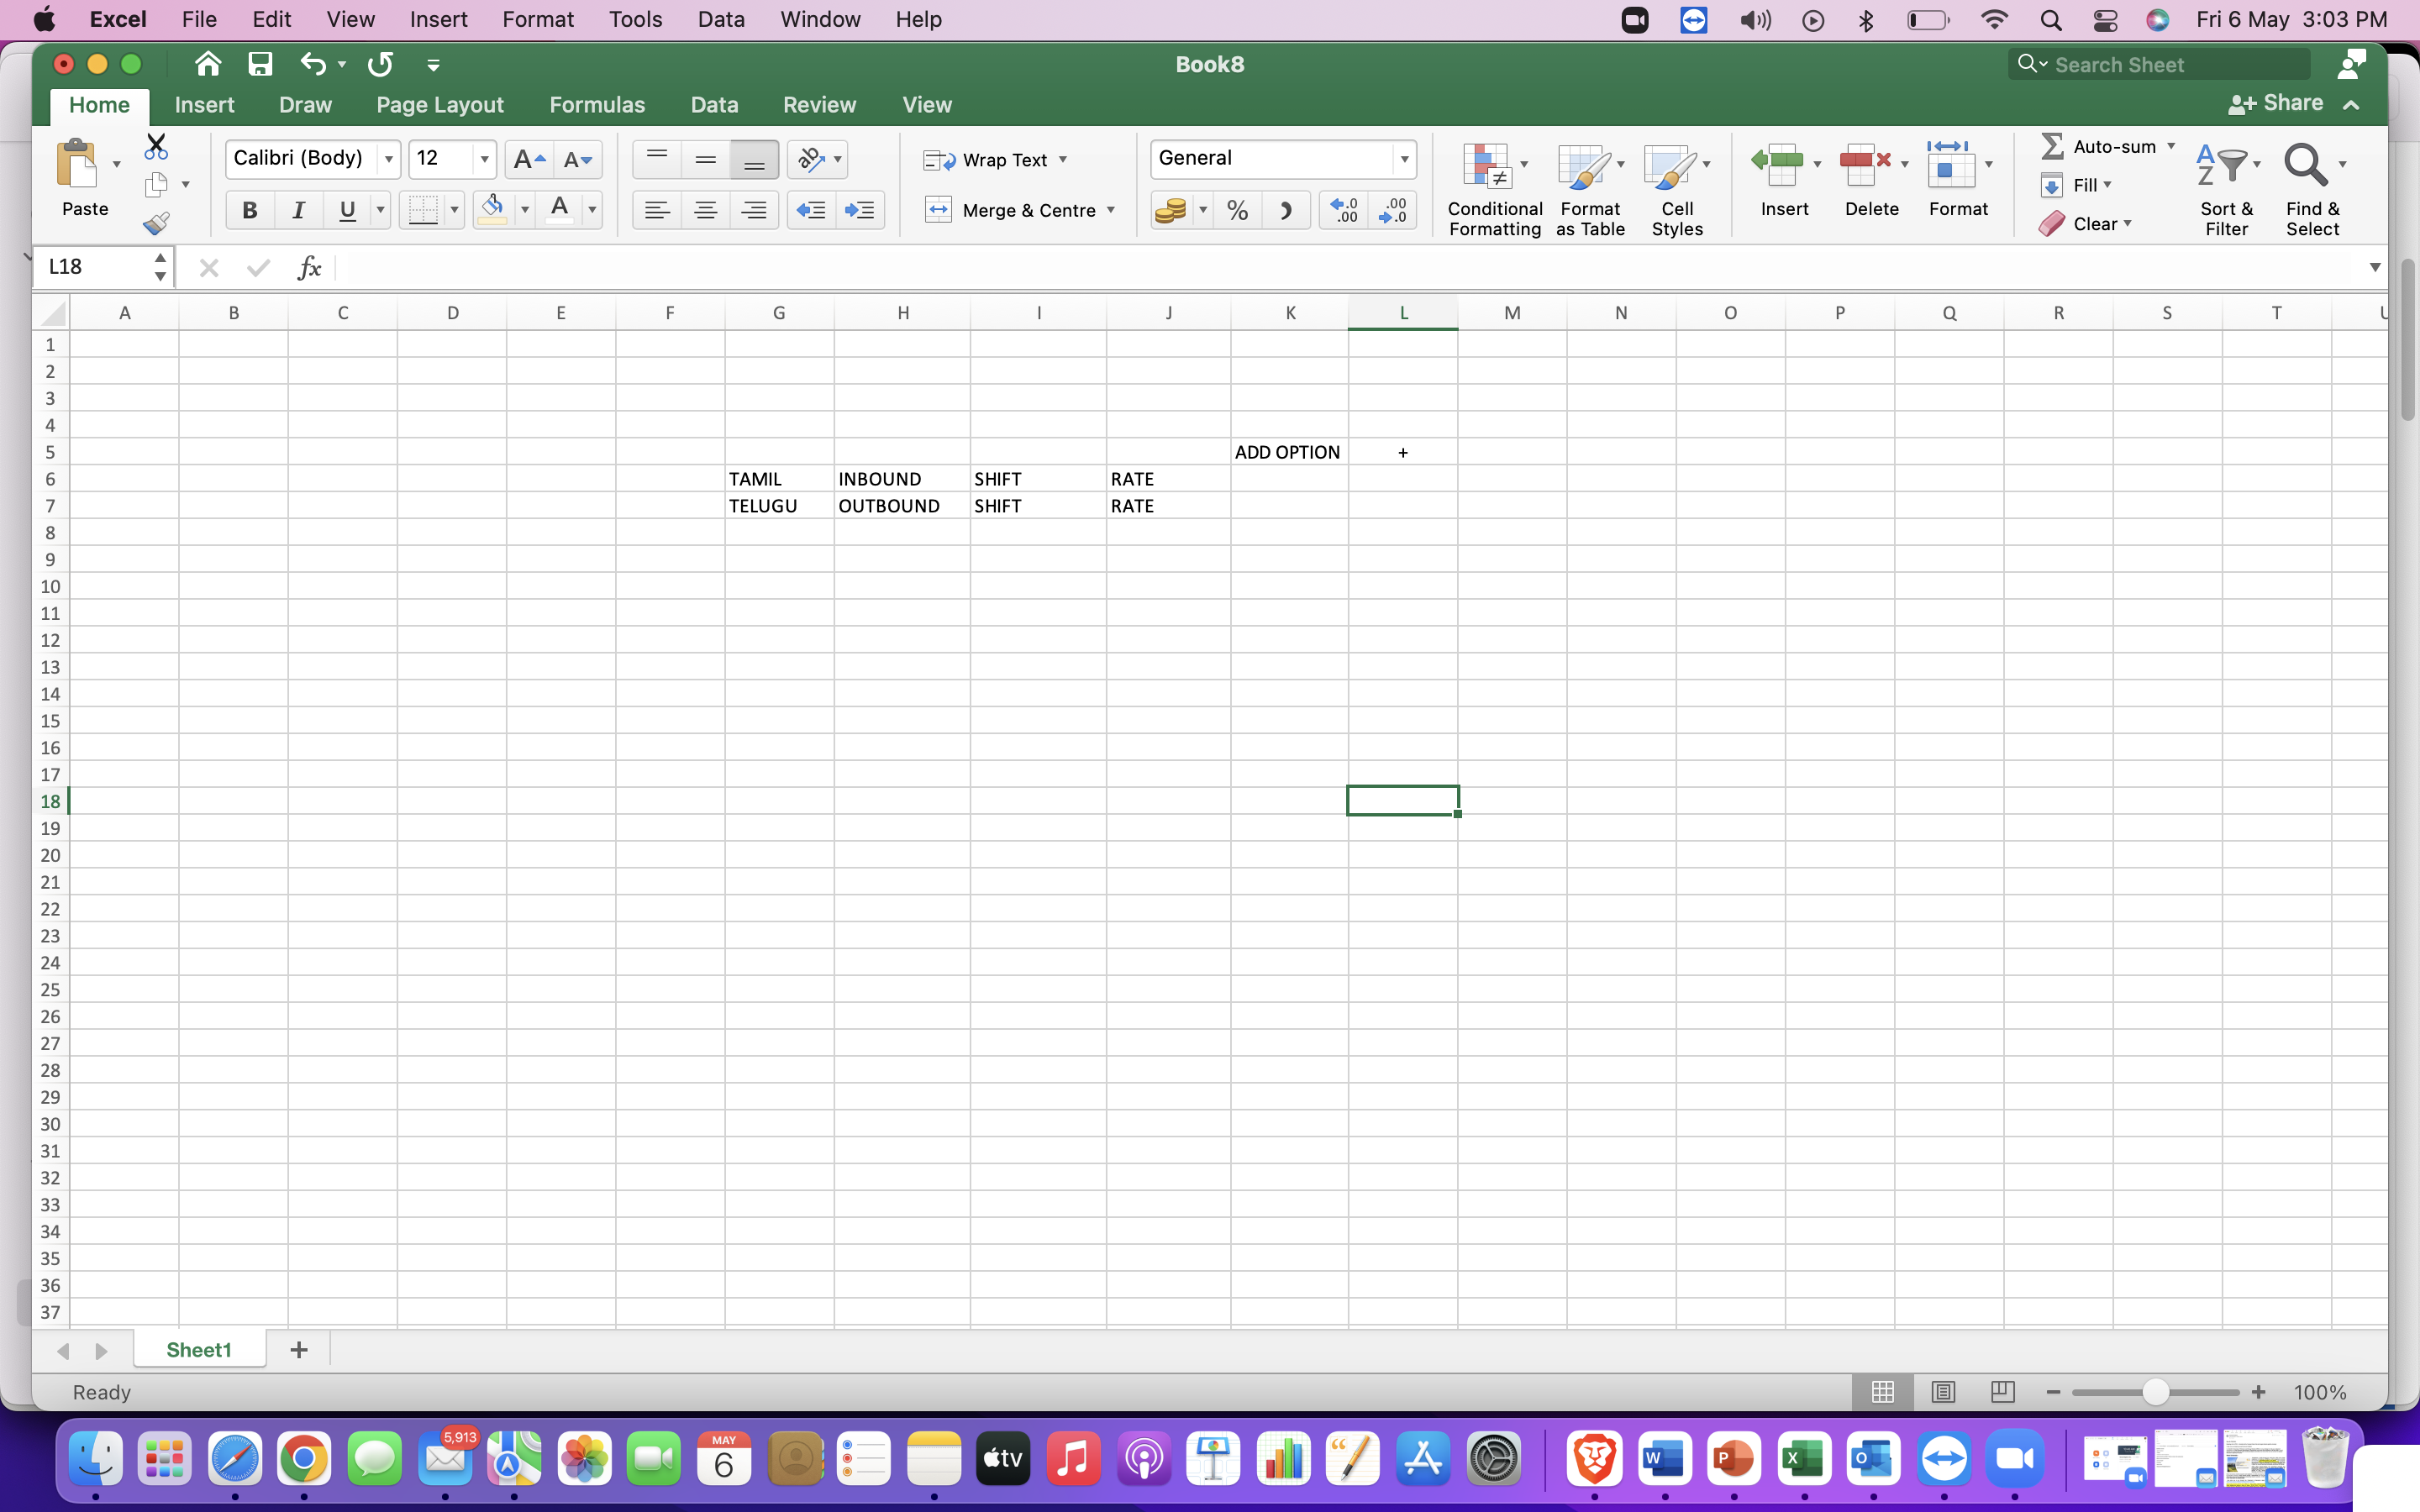 Excel File Edit View Insert Format Tools Data Window Help Fri 6 May 3:03 PM
Book8
Search Sheet
Home Insert Draw Page Layout Formulas Data Review View
Share
Paste
Calibri (Body) 12
Wrap Text
General
Merge & Centre
Conditional Formatting
Format as Table
Cell Styles
Insert
Delete
Format
Auto-sum
Fill
Clear
Sort & Filter
Find & Select
L18
fx
A B C D E F G H I J K L M N O P Q R S T U
1
2
3
4
5 ADD OPTION +
6 TAMIL INBOUND SHIFT RATE
7 TELUGU OUTBOUND SHIFT RATE
8
9
10
11
12
13
14
15
16
17
18
19
20
21
22
23
24
25
26
27
28
29
30
31
32
33
34
35
36
37
Sheet1 +
Ready
100%
5,913
MAY
6
tv